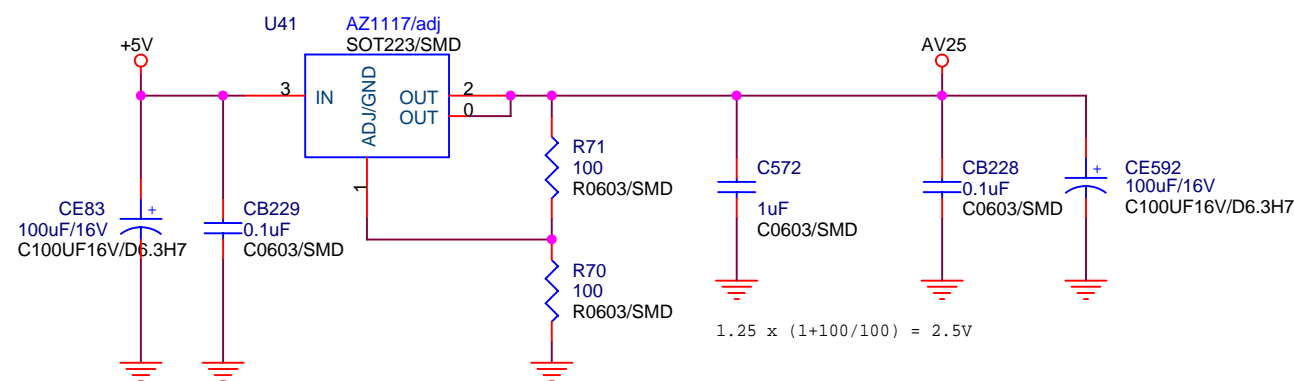 U41
AZ1117/adj
SOT223/SMD
+5V
AV25
3
IN
ADJ/GND
OUT
2
OUT
0
1
R71
100
R0603/SMD
C572
1uF
C0603/SMD
CB228
0.1uF
C0603/SMD
CE592
100uF/16V
C100UF16V/D6.3H7
+
CE83
100uF/16V
C100UF16V/D6.3H7
+
CB229
0.1uF
C0603/SMD
R70
100
R0603/SMD
1.25 x (1+100/100) = 2.5V